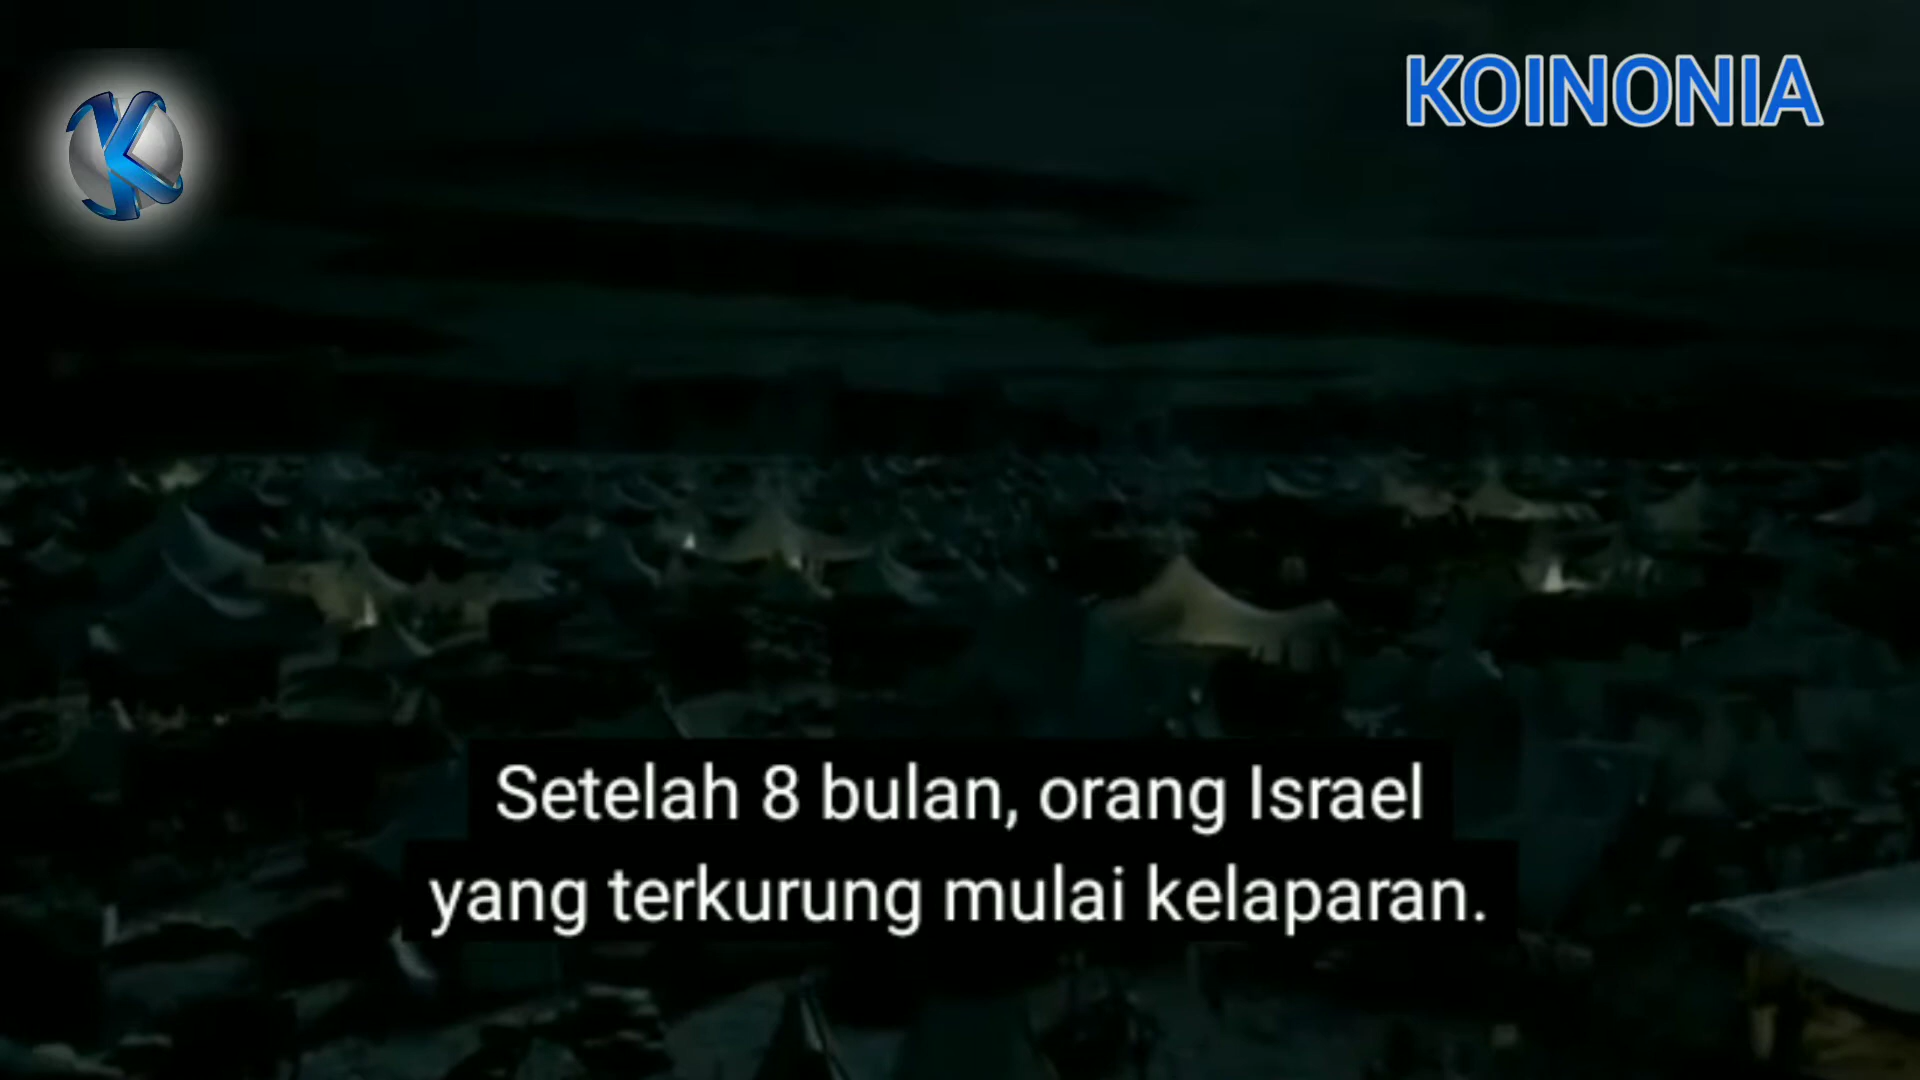 KOINONIA
Setelah 8 bulan, orang Israel
yang terkurung mulai kelaparan.